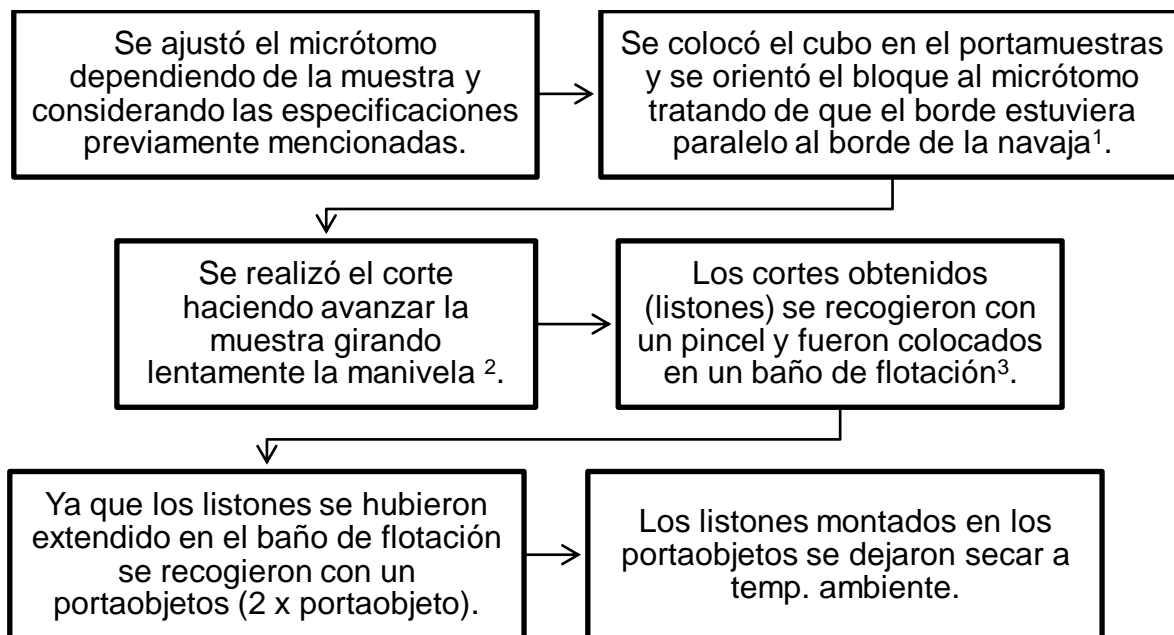 Se ajustó el micrótomo
dependiendo de la muestra y
considerando las especificaciones
previamente mencionadas.
Se colocó el cubo en el portamuestras
y se orientó el bloque al micrótomo
tratando de que el borde estuviera
paralelo al borde de la navaja¹.
Se realizó el corte
haciendo avanzar la
muestra girando
lentamente la manivela ².
Los cortes obtenidos
(listones) se recogieron con
un pincel y fueron colocados
en un baño de flotación³.
Ya que los listones se hubieron
extendido en el baño de flotación
se recogieron con un
portaobjetos (2 x portaobjeto).
Los listones montados en los
portaobjetos se dejaron secar a
temp. ambiente.